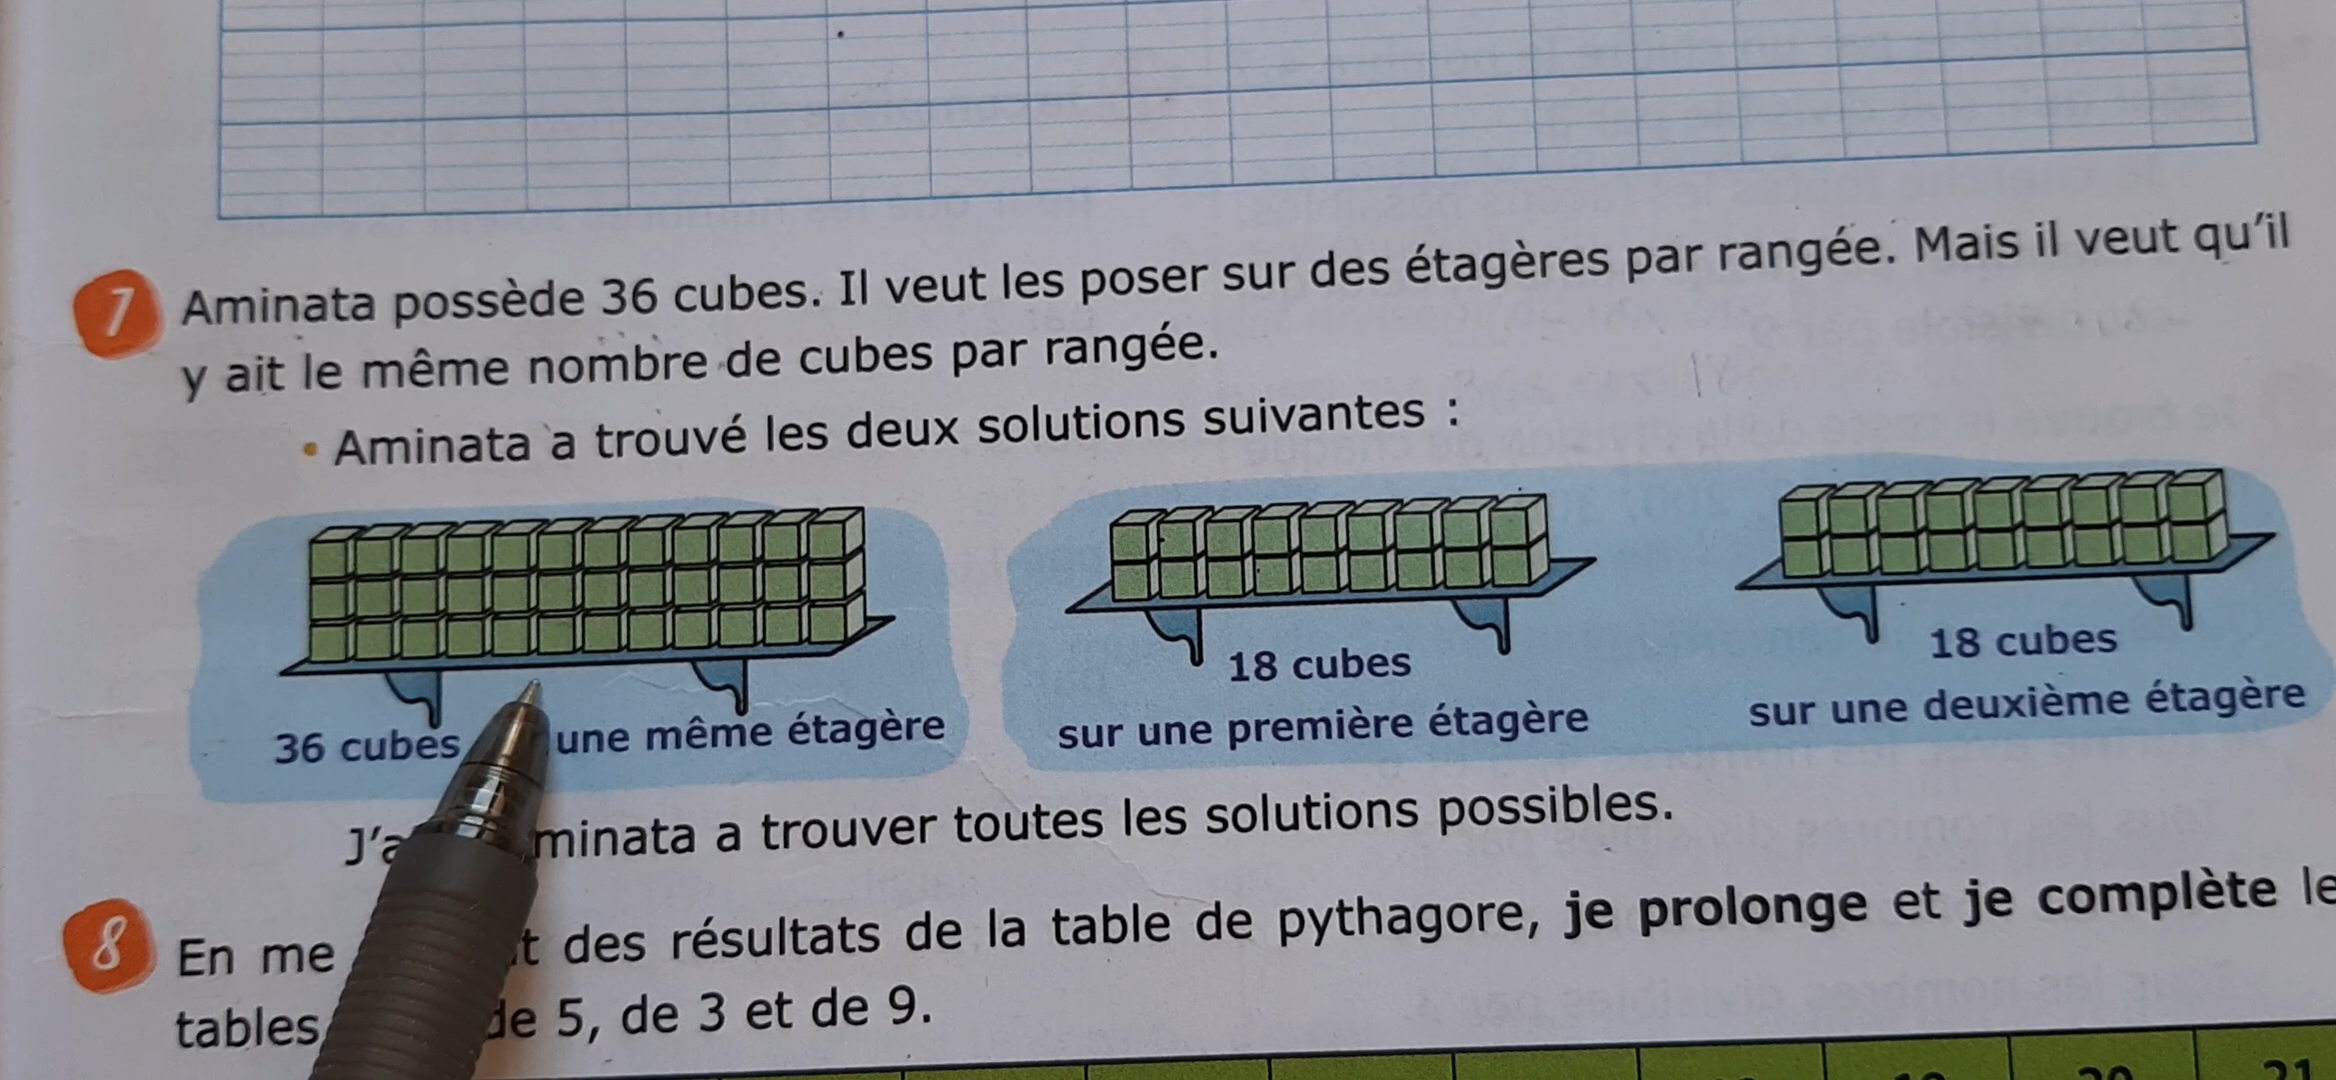 7 Aminata possède 36 cubes. Il veut les poser sur des étagères par rangée. Mais il veut qu'il
y ait le même nombre de cubes par rangée.
• Aminata a trouvé les deux solutions suivantes :
36 cubes une même étagère
18 cubes
sur une première étagère
18 cubes
sur une deuxième étagère
minata a trouver toutes les solutions possibles.
8 En me des résultats de la table de pythagore, je prolonge et je complète le
tables de 5, de 3 et de 9.
20 21